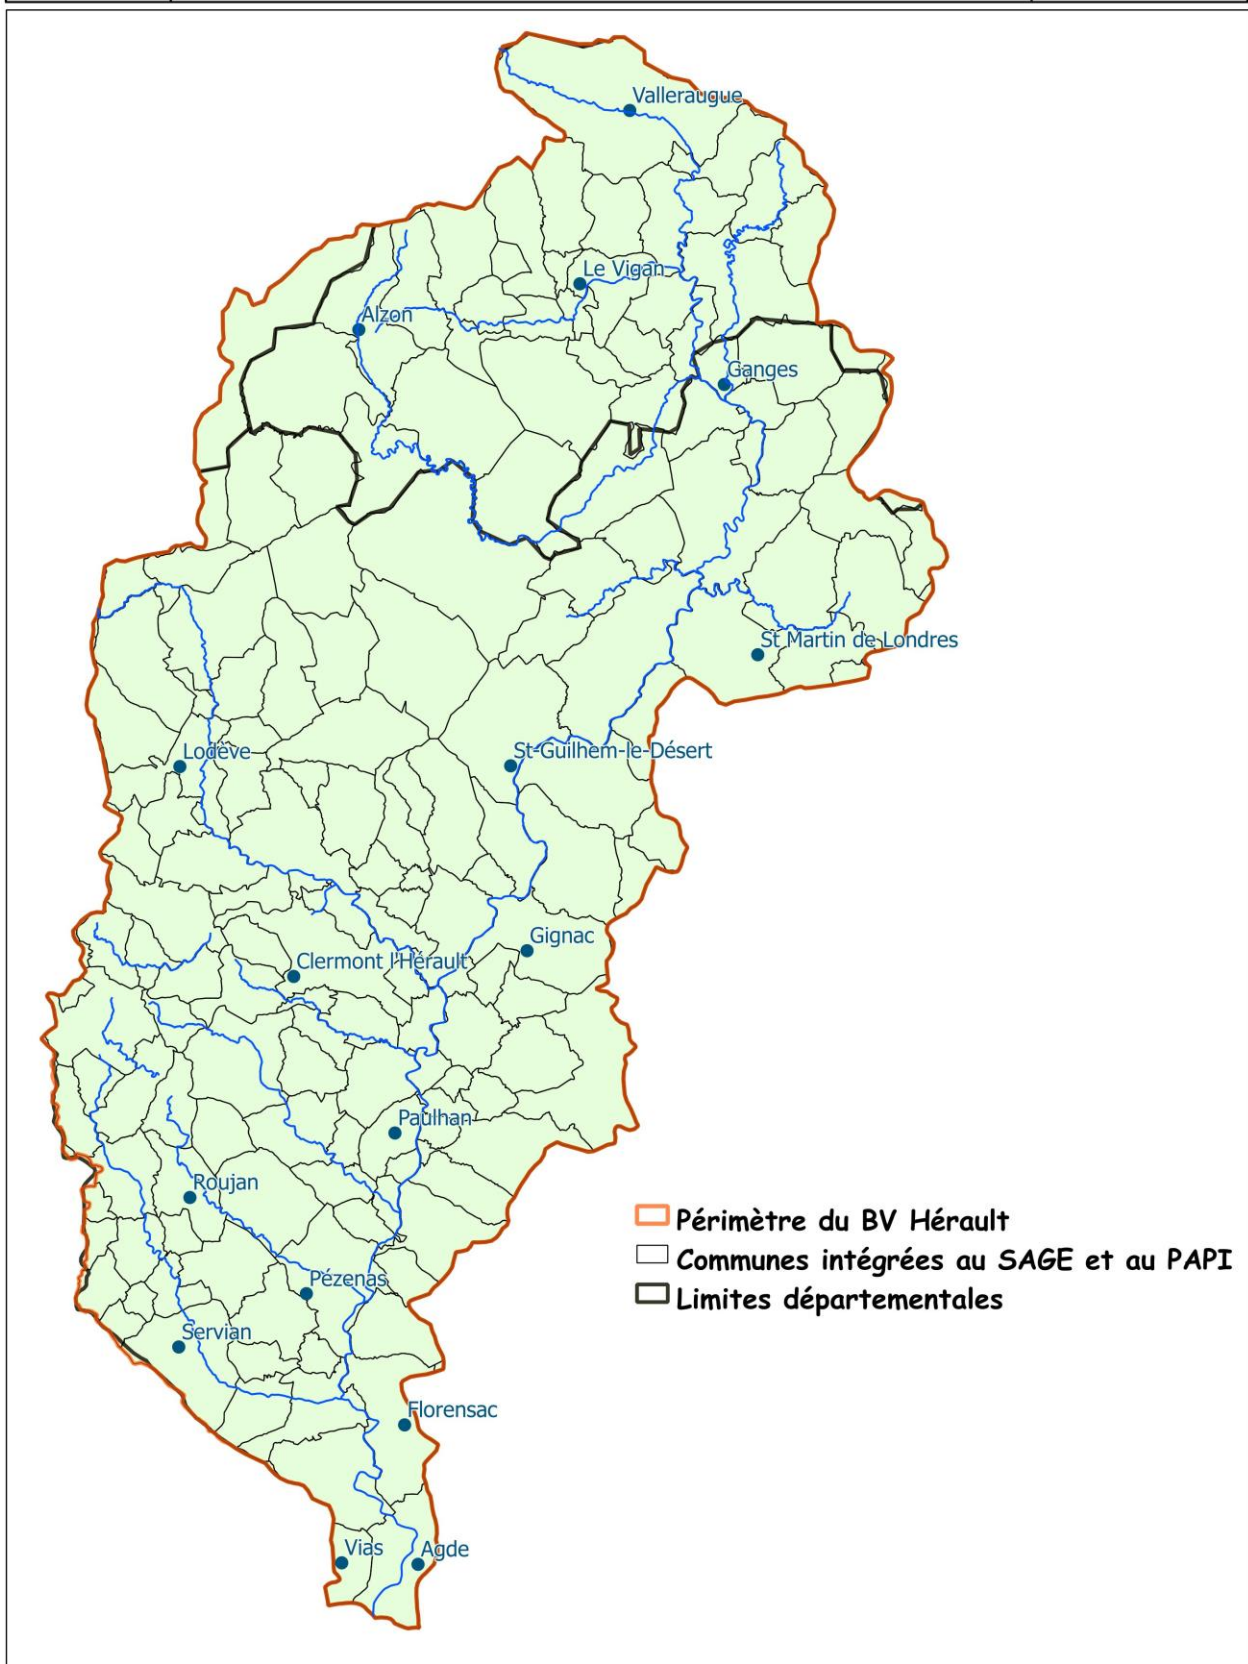 Valleraugue
Le Vigan
Alzon
Ganges
St Martin de Londres
Lodève
St-Guilhem-le-Désert
Gignac
Clermont l'Hérault
Paulhan
Roujan
Périmètre du BV Hérault
Communes intégrées au SAGE et au PAPI
Limites départementales
Pézenas
Servian
Florensac
Vias
Agde